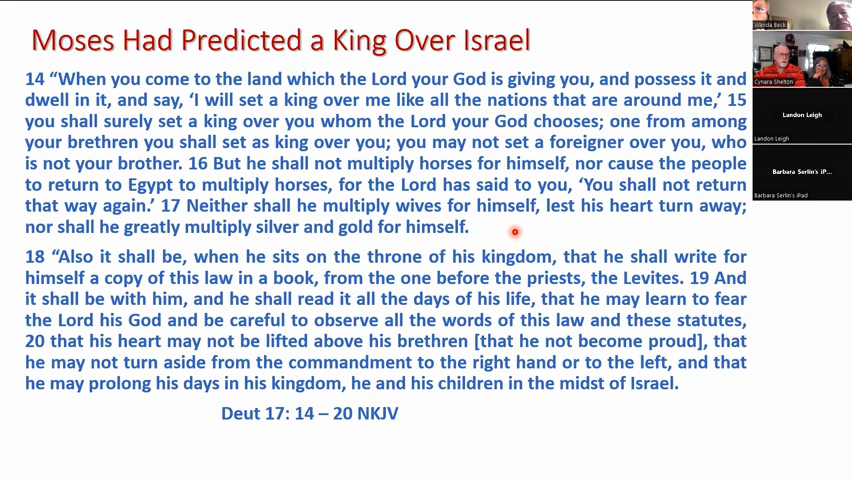 Moses Had Predicted a King Over Israel
14 “When you come to the land which the Lord your God is giving you, and possess it and
dwell in it, and say, ‘I will set a king over me like all the nations that are around me,’ 15
you shall surely set a king over you whom the Lord your God chooses; one from among
your brethren you shall set as king over you; you may not set a foreigner over you, who
is not your brother. 16 But he shall not multiply horses for himself, nor cause the people
to return to Egypt to multiply horses, for the Lord has said to you, ‘You shall not return
that way again.’ 17 Neither shall he multiply wives for himself, lest his heart turn away;
nor shall he greatly multiply silver and gold for himself.
18 “Also it shall be, when he sits on the throne of his kingdom, that he shall write for
himself a copy of this law in a book, from the one before the priests, the Levites. 19 And
it shall be with him, and he shall read it all the days of his life, that he may learn to fear
the Lord his God and be careful to observe all the words of this law and these statutes,
20 that his heart may not be lifted above his brethren [that he not become proud], that
he may not turn aside from the commandment to the right hand or to the left, and that
he may prolong his days in his kingdom, he and his children in the midst of Israel.
Deut 17: 14 – 20 NKJV
Wanda Beck
Cynara Shelton
Landon Leigh
Landon Leigh
Barbara Serlin's iP...
Barbara Serlin's iPad